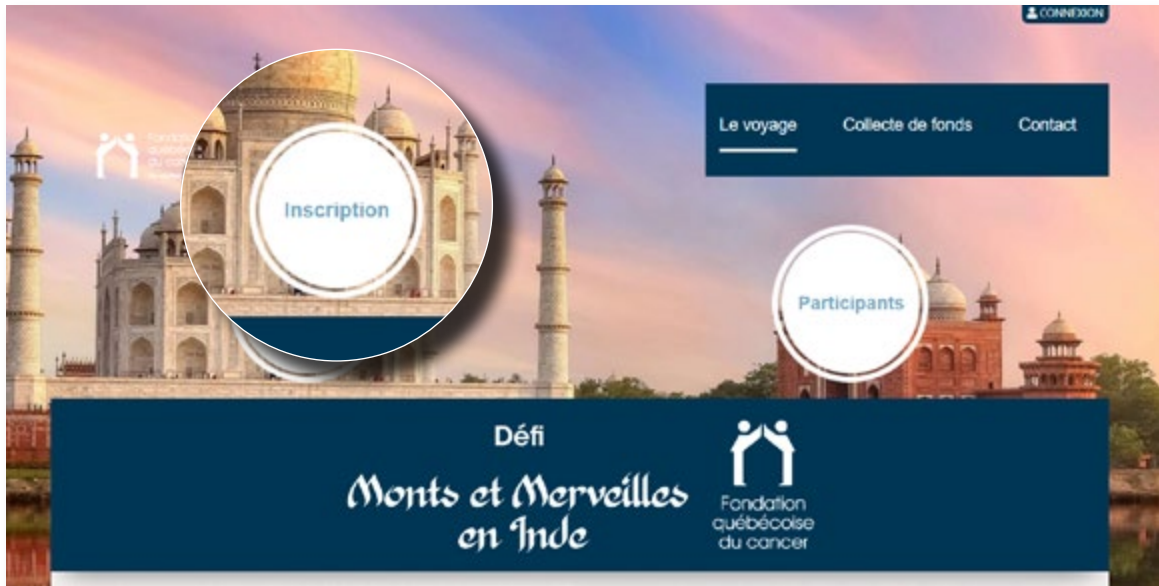 CONNEXION
Le voyage
Collecte de fonds
Contact
Inscription
Participants
Défi
Monts et Merveilles
en Inde
Fondation
québécoise
du cancer